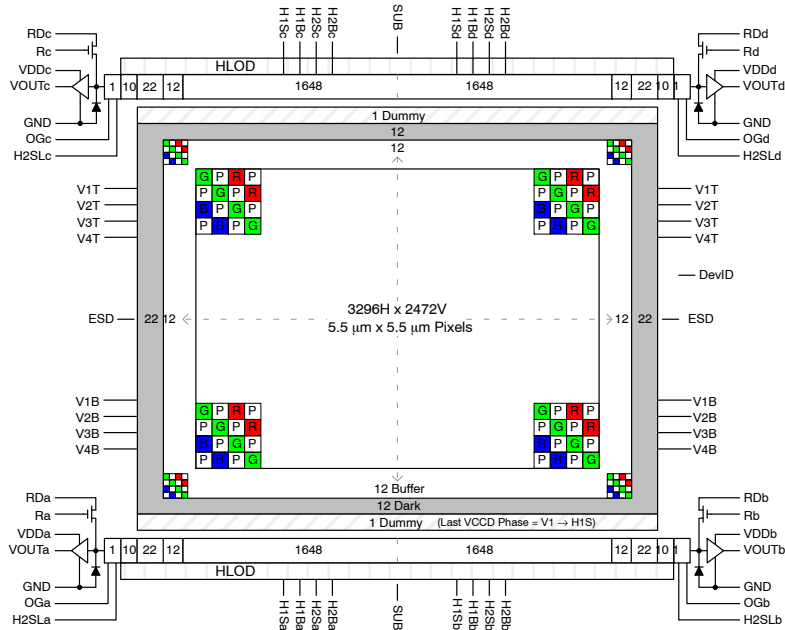 H1Sc
H1Bc
H2Sc
H2Bc
SUB
H1Sd
H1Bd
H2Sd
H2Bd
RDc
Rc
VDDc
VOUTc
GND
OGc
H2SLc
HLOD
1 10 22 12 1648 1648 12 22 10 1
RDd
Rd
VDDd
VOUTd
GND
OGd
H2SLd
1 Dummy
12
12
G P R P
P G P R
B P G P
P B P G
G P R P
P G P R
B P G P
P B P G
V1T
V2T
V3T
V4T
V1T
V2T
V3T
V4T
DevID
ESD
22 12
3296H x 2472V
5.5 μm x 5.5 μm Pixels
12 22
ESD
V1B
V2B
V3B
V4B
G P R P
P G P R
B P G P
P B P G
G P R P
P G P R
B P G P
P B P G
V1B
V2B
V3B
V4B
12 Buffer
12 Dark
1 Dummy (Last VCCD Phase = V1 → H1S)
RDa
Ra
VDDa
VOUTa
GND
OGa
H2SLa
1 10 22 12 1648 1648 12 22 10 1
HLOD
RDb
Rb
VDDb
VOUTb
GND
OGb
H2SLb
H1Sa
H1Ba
H2Sa
H2Ba
SUB
H1Sb
H1Bb
H2Sb
H2Bb